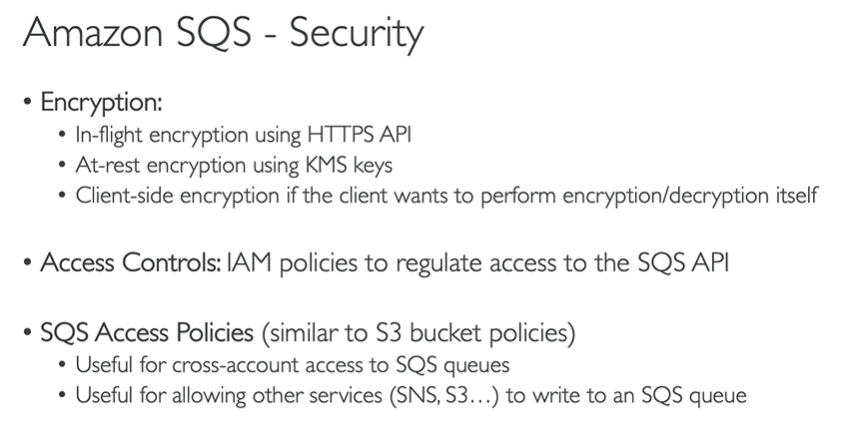 Amazon SQS - Security
• Encryption:
• In-flight encryption using HTTPS API
• At-rest encryption using KMS keys
• Client-side encryption if the client wants to perform encryption/decryption itself
• Access Controls: IAM policies to regulate access to the SQS API
• SQS Access Policies (similar to S3 bucket policies)
• Useful for cross-account access to SQS queues
• Useful for allowing other services (SNS, S3…) to write to an SQS queue